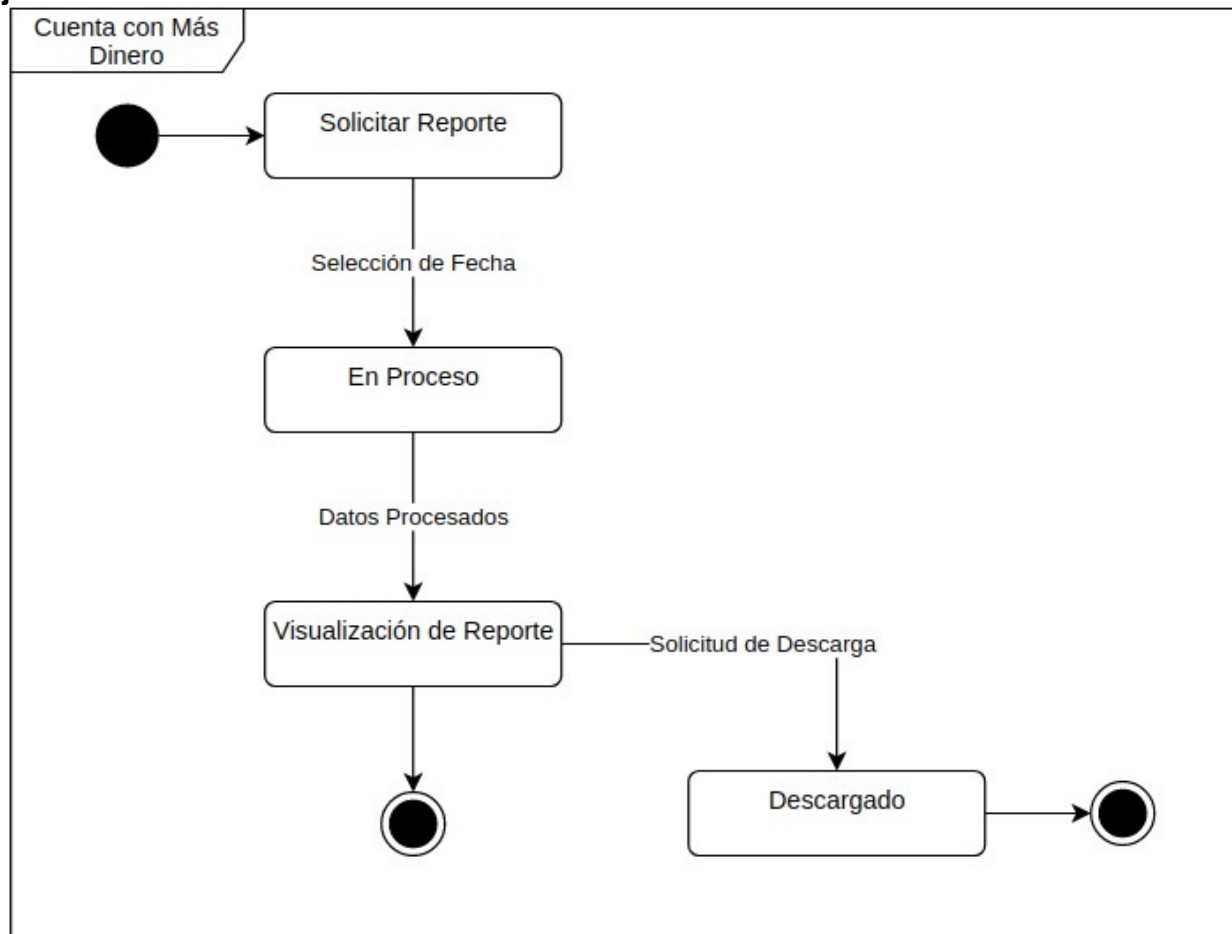 Cuenta con Más
Dinero
Solicitar Reporte
Selección de Fecha
En Proceso
Datos Procesados
Visualización de Reporte
Solicitud de Descarga
Descargado